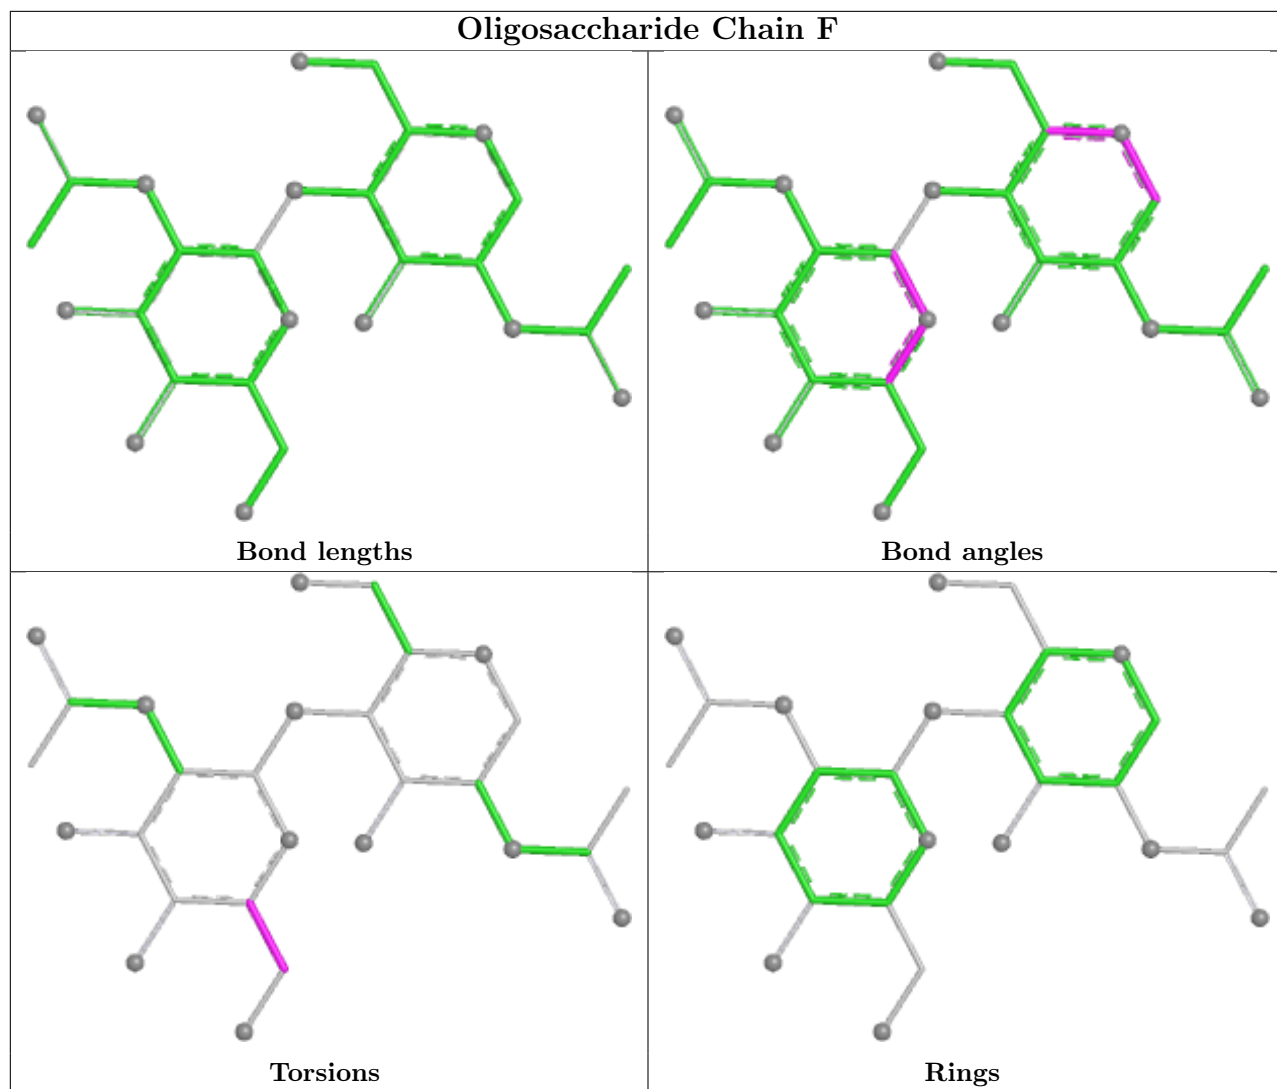 Oligosaccharide Chain F
Bond lengths
Bond angles
Torsions
Rings